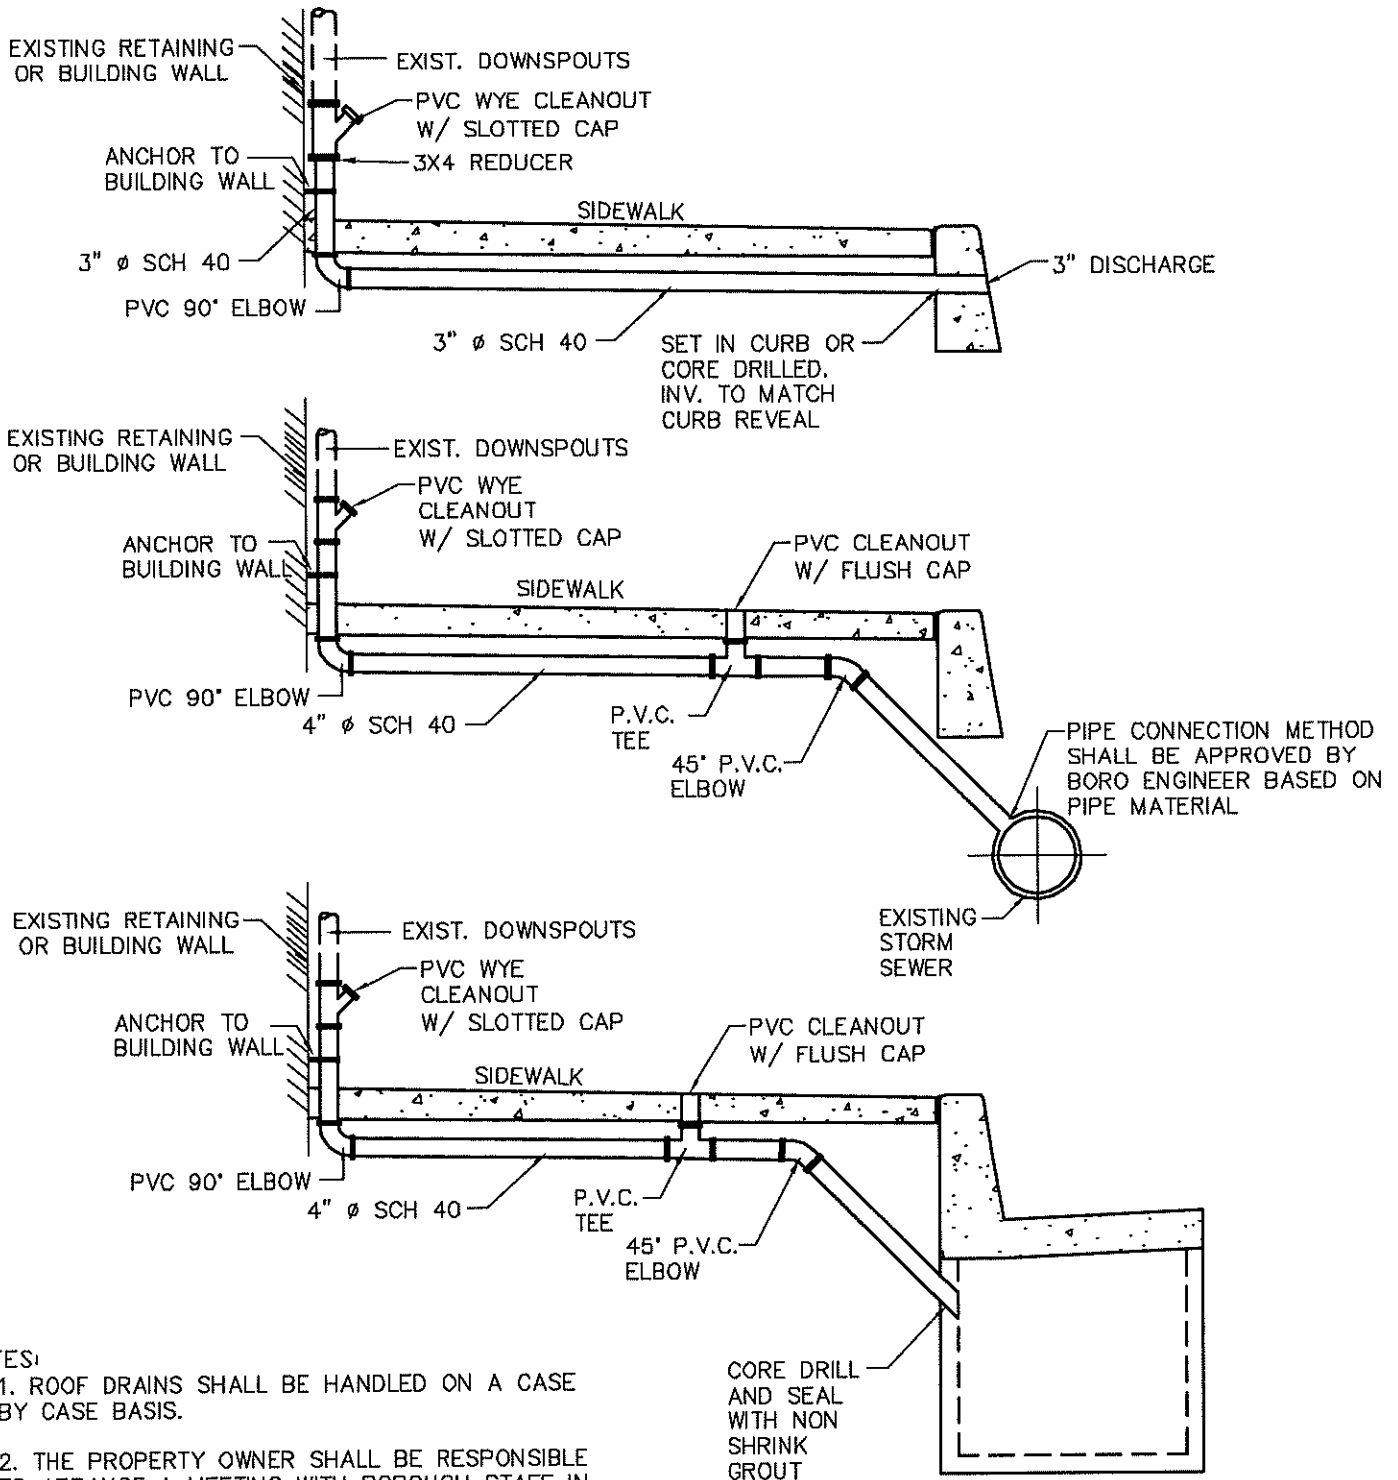 EXISTING RETAINING
OR BUILDING WALL
EXIST. DOWNSPOUTS
PVC WYE CLEANOUT
W/ SLOTTED CAP
3X4 REDUCER
ANCHOR TO
BUILDING WALL
SIDEWALK
3" ø SCH 40
PVC 90° ELBOW
3" ø SCH 40
SET IN CURB OR
CORE DRILLED.
INV. TO MATCH
CURB REVEAL
3" DISCHARGE
EXISTING RETAINING
OR BUILDING WALL
EXIST. DOWNSPOUTS
PVC WYE
CLEANOUT
W/ SLOTTED CAP
ANCHOR TO
BUILDING WALL
SIDEWALK
PVC CLEANOUT
W/ FLUSH CAP
PVC 90° ELBOW
4" ø SCH 40
P.V.C.
TEE
45° P.V.C.
ELBOW
PIPE CONNECTION METHOD
SHALL BE APPROVED BY
BORO ENGINEER BASED ON
PIPE MATERIAL
EXISTING
STORM
SEWER
EXISTING RETAINING
OR BUILDING WALL
EXIST. DOWNSPOUTS
PVC WYE
CLEANOUT
W/ SLOTTED CAP
ANCHOR TO
BUILDING WALL
SIDEWALK
PVC CLEANOUT
W/ FLUSH CAP
PVC 90° ELBOW
4" ø SCH 40
P.V.C.
TEE
45° P.V.C.
ELBOW
CORE DRILL
AND SEAL
WITH NON
SHRINK
GROUT
TES:
1. ROOF DRAINS SHALL BE HANDLED ON A CASE
BY CASE BASIS.
2. THE PROPERTY OWNER SHALL BE RESPONSIBLE
ARRANGE A MEETING WITH BOROUGH STAFF IN